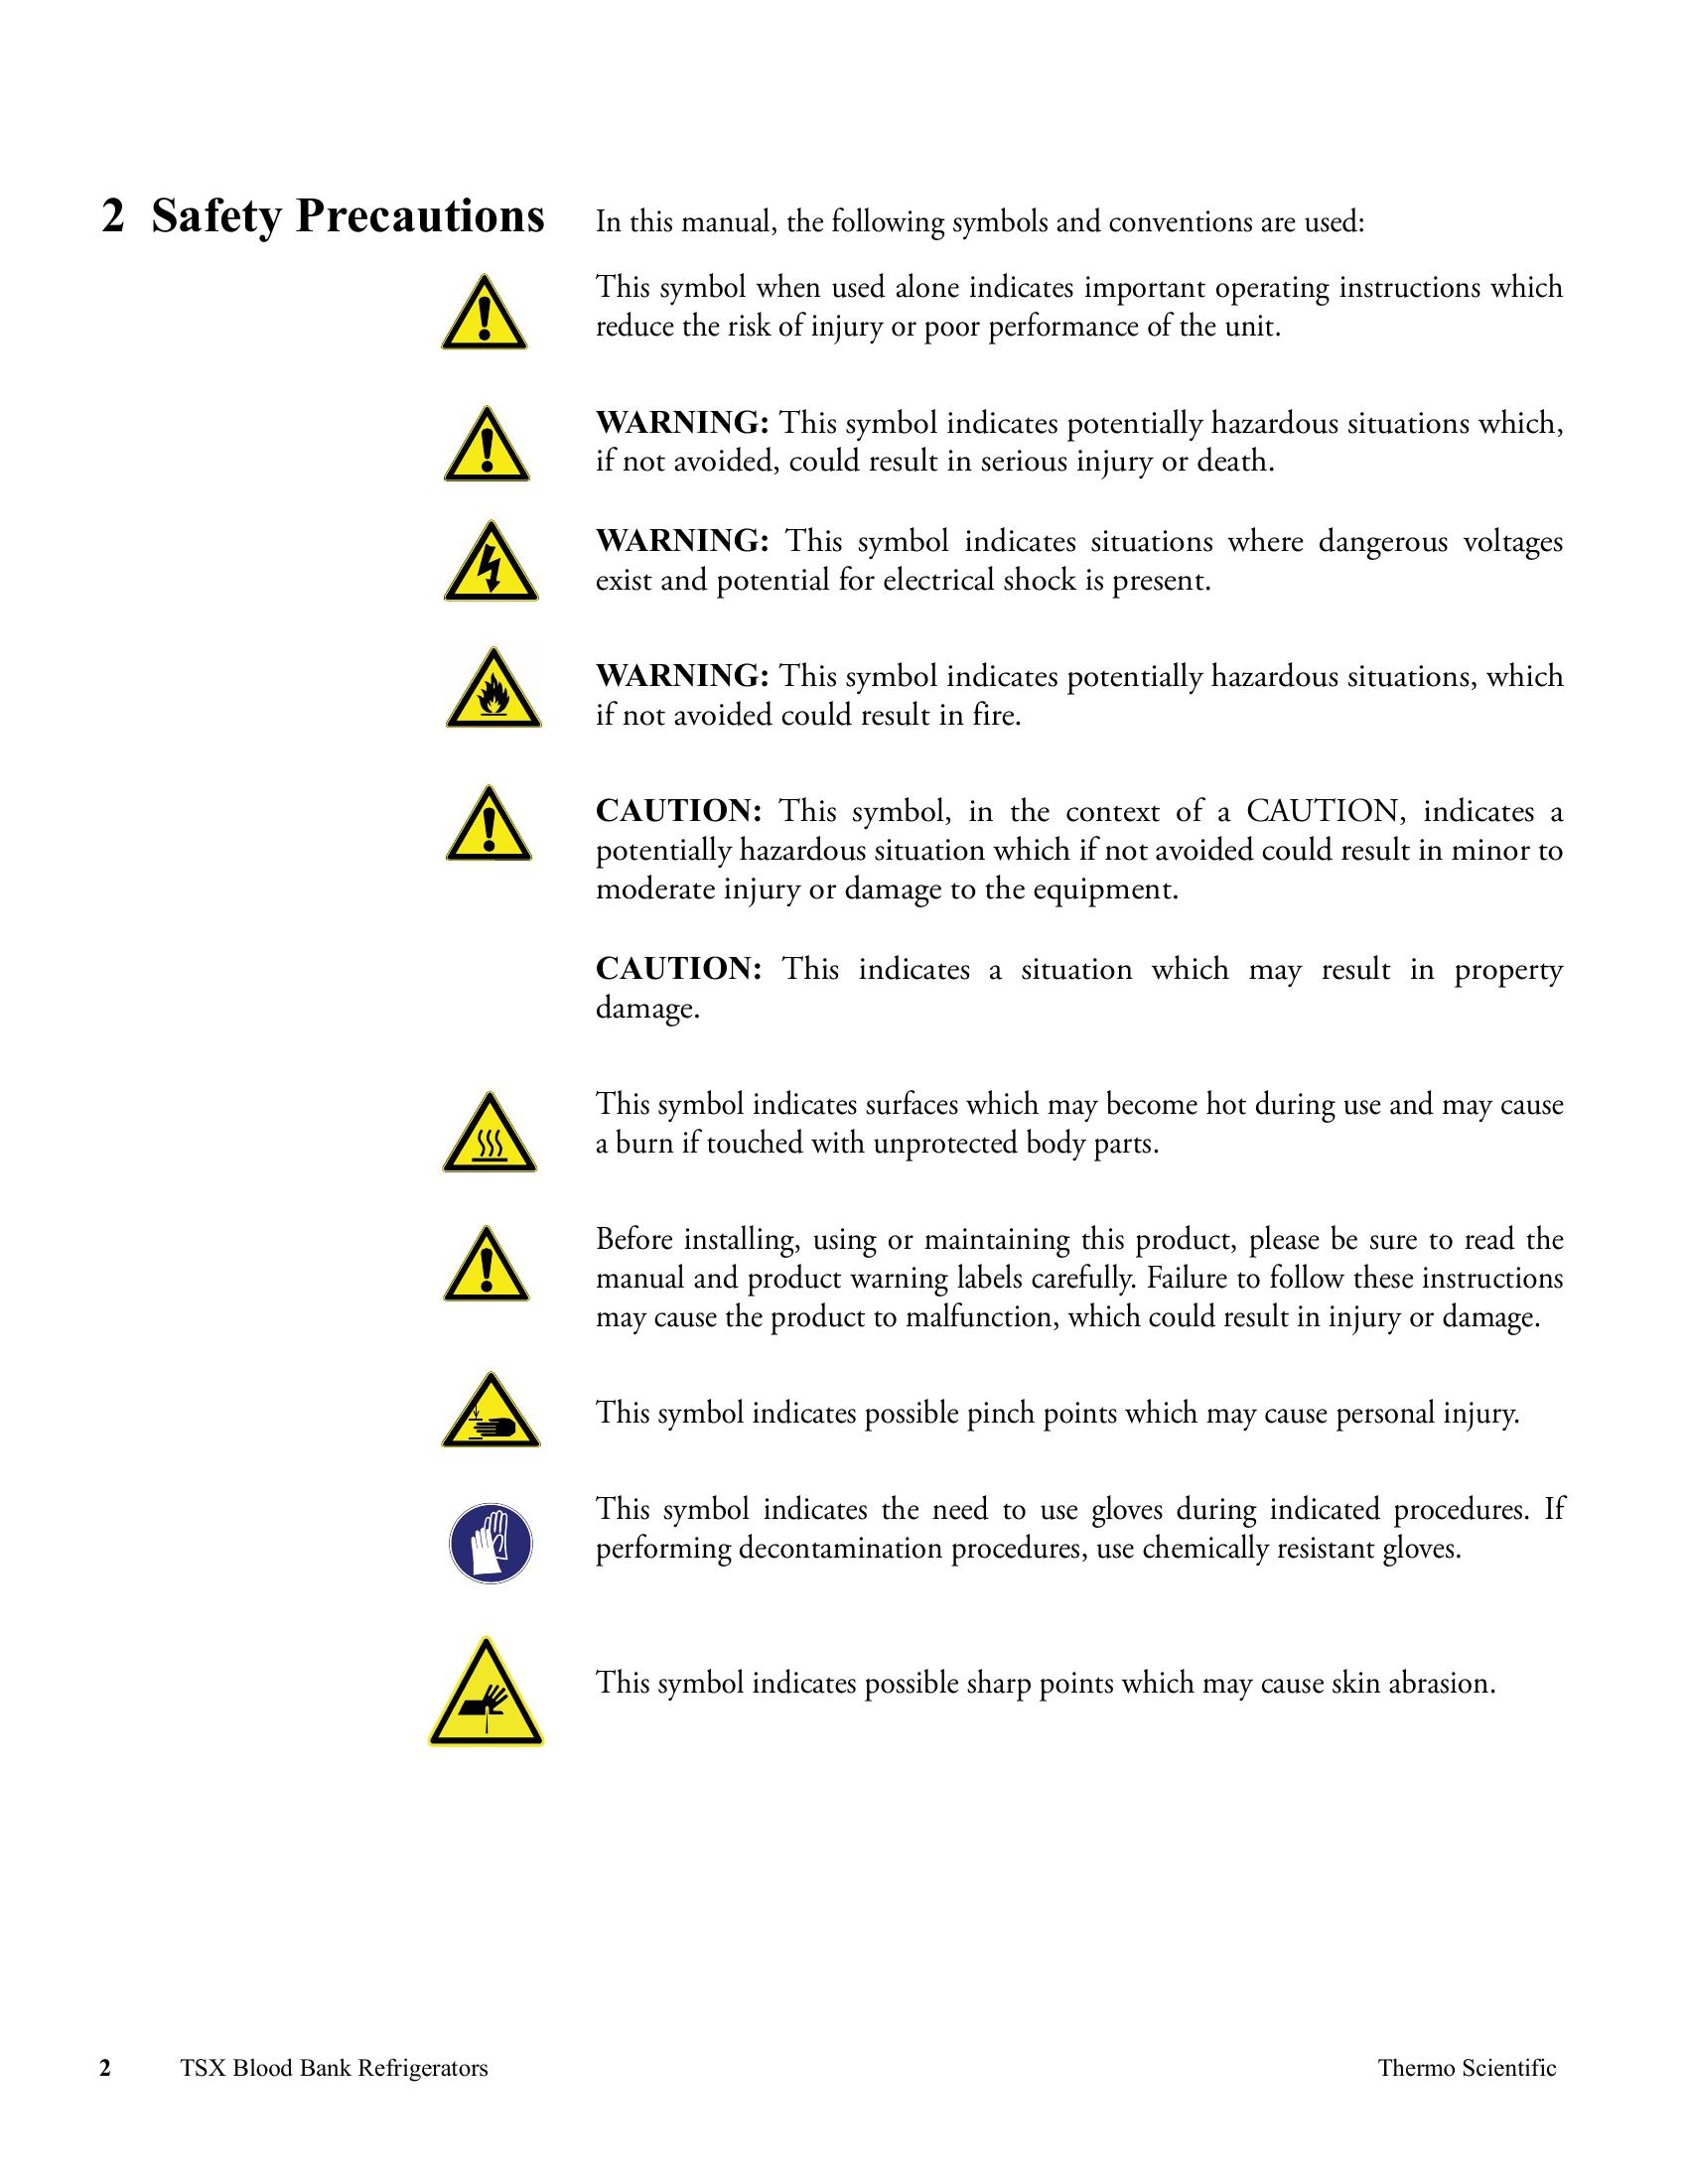 2 Safety Precautions
In this manual, the following symbols and conventions are used:
This symbol when used alone indicates important operating instructions which
reduce the risk of injury or poor performance of the unit.
WARNING: This symbol indicates potentially hazardous situations which,
if not avoided, could result in serious injury or death.
WARNING: This symbol indicates situations where dangerous voltages
exist and potential for electrical shock is present.
WARNING: This symbol indicates potentially hazardous situations, which
if not avoided could result in fire.
CAUTION: This symbol, in the context of a CAUTION, indicates a
potentially hazardous situation which if not avoided could result in minor to
moderate injury or damage to the equipment.
CAUTION: This indicates a situation which may result in property
damage.
This symbol indicates surfaces which may become hot during use and may cause
a burn if touched with unprotected body parts.
Before installing, using or maintaining this product, please be sure to read the
manual and product warning labels carefully. Failure to follow these instructions
may cause the product to malfunction, which could result in injury or damage.
This symbol indicates possible pinch points which may cause personal injury.
This symbol indicates the need to use gloves during indicated procedures. If
performing decontamination procedures, use chemically resistant gloves.
This symbol indicates possible sharp points which may cause skin abrasion.
2 TSX Blood Bank Refrigerators Thermo Scientific